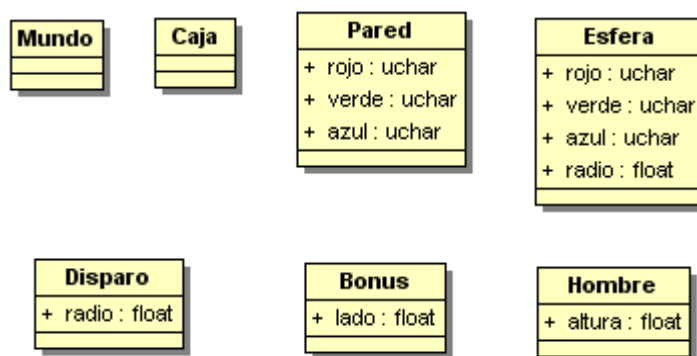 Mundo
Caja
Pared
+ rojo : uchar
+ verde : uchar
+ azul : uchar
Esfera
+ rojo : uchar
+ verde : uchar
+ azul : uchar
+ radio : float
Disparo
+ radio : float
Bonus
+ lado : float
Hombre
+ altura : float